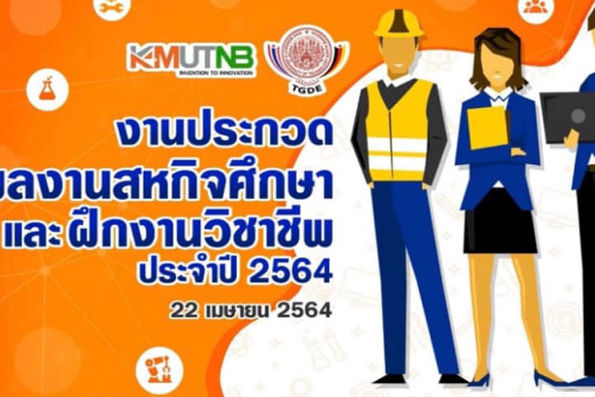 KMUTNB
INVENTION TO INNOVATION
TGDE
งานประกวด
ผลงานสหกิจศึกษา
และ ฝึกงานวิชาชีพ
ประจำปี 2564
22 เมษายน 2564